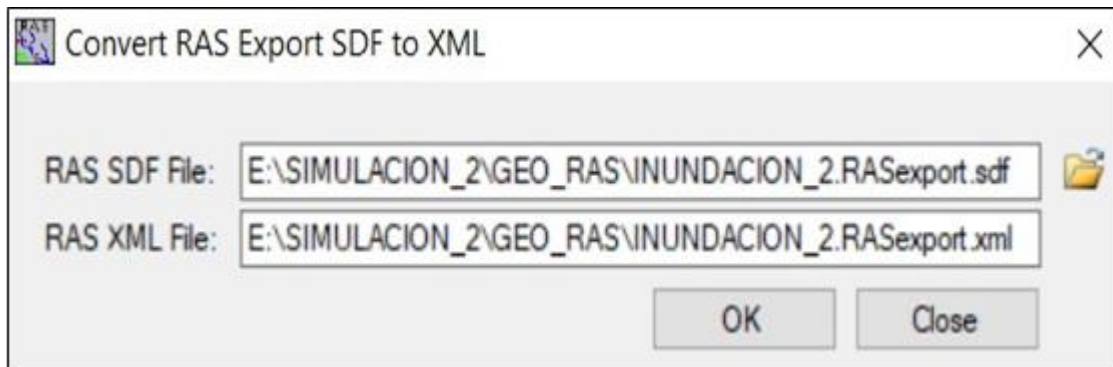 RAS
Convert RAS Export SDF to XML
RAS SDF File: E:\SIMULACION_2\GEO_RAS\INUNDACION_2.RASexport.sdf
RAS XML File: E:\SIMULACION_2\GEO_RAS\INUNDACION_2.RASexport.xml
OK Close